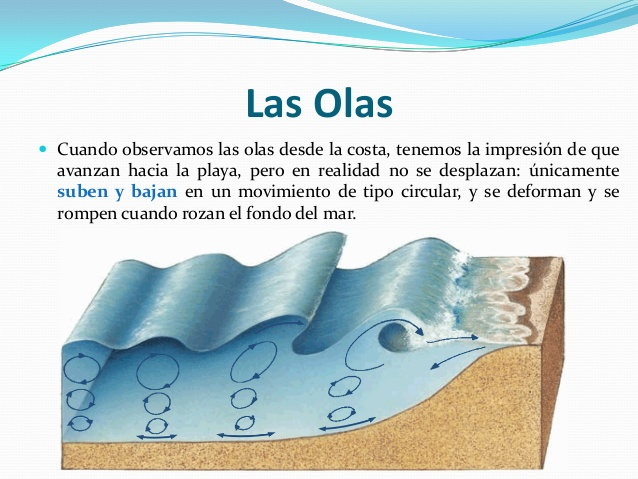 Las Olas
Cuando observamos las olas desde la costa, tenemos la impresión de que
avanzan hacia la playa, pero en realidad no se desplazan: únicamente
suben y bajan en un movimiento de tipo circular, y se deforman y se
rompen cuando rozan el fondo del mar.